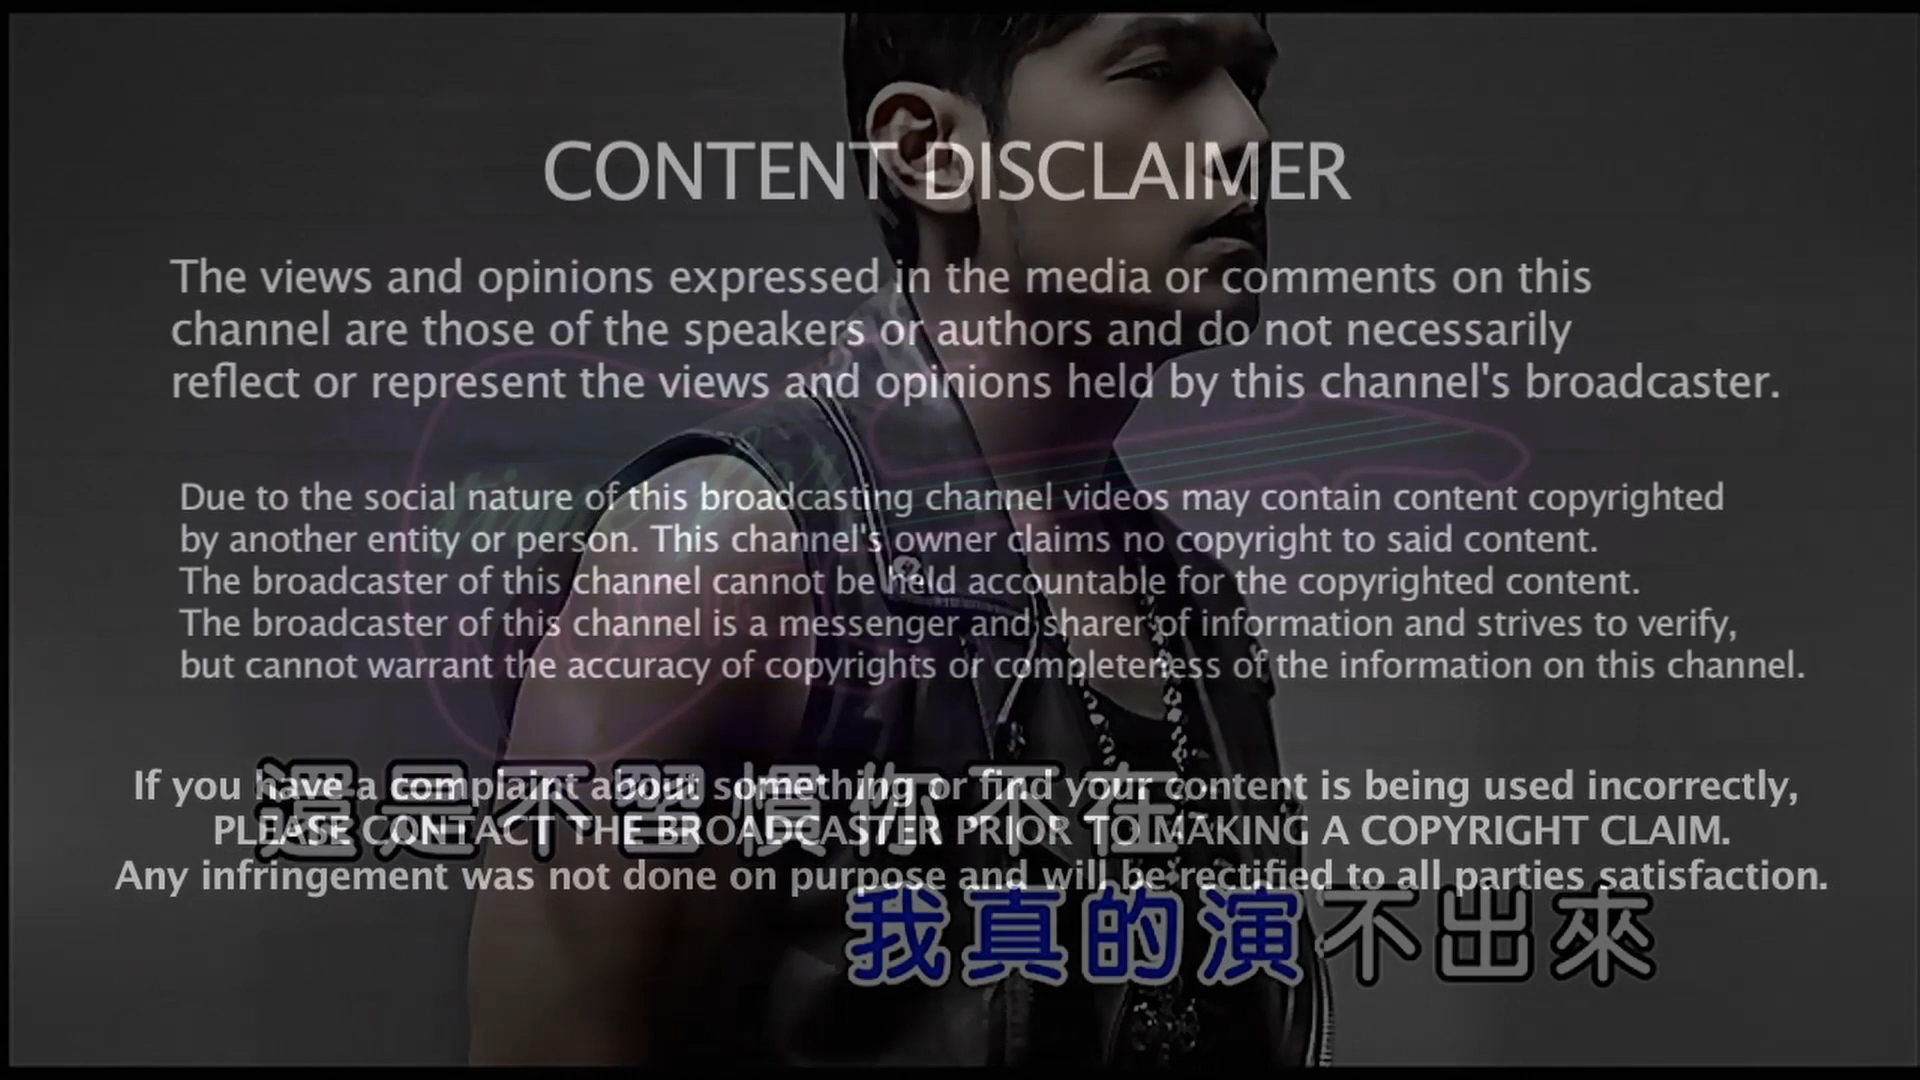 CONTENT DISCLAIMER
The views and opinions expressed in the media or comments on this
channel are those of the speakers or authors and do not necessarily
reflect or represent the views and opinions held by this channel's broadcaster.
Due to the social nature of this broadcasting channel videos may contain content copyrighted
by another entity or person. This channel's owner claims no copyright to said content.
The broadcaster of this channel cannot be held accountable for the copyrighted content.
The broadcaster of this channel is a messenger and sharer of information and strives to verify,
but cannot warrant the accuracy of copyrights or completeness of the information on this channel.
If you have a complaint about something or find your content is being used incorrectly,
PLEASE CONTACT THE BROADCASTER PRIOR TO MAKING A COPYRIGHT CLAIM.
Any infringement was not done on purpose and will be rectified to all parties satisfaction.
還是不習慣你不在
我真的演不出來